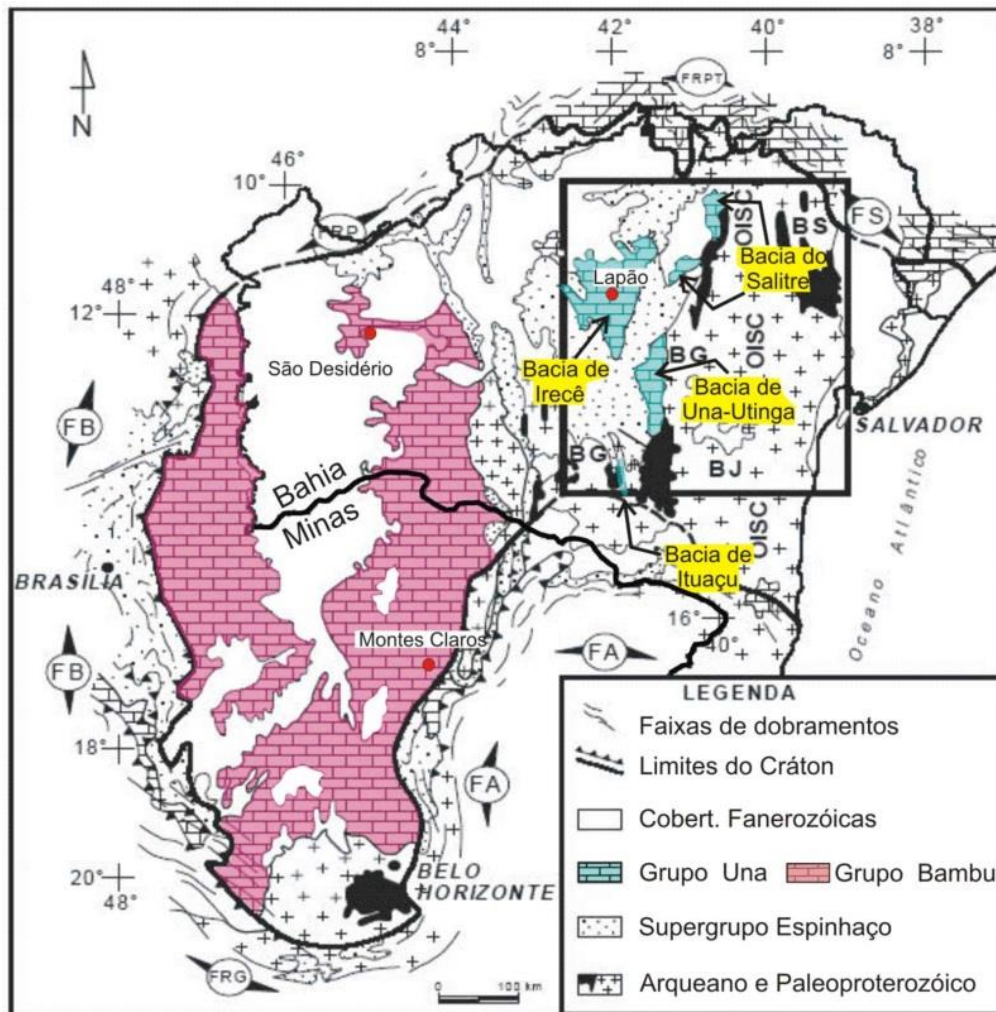 44°
42°
40°
38°
8°
8°
FRPT
N
46°
10°
FRP
FS
OISC
BS
Bacia do
Salitre
48°
12°
Lapão
São Desidério
OISC
BG
Bacia de
Irecê
Bacia de
Una-Utinga
FB
SALVADOR
BG
BJ
Bahia
Minas
OISC
Oceano Atlântico
BRASÍLIA
Bacia de
Ituaçu
16°
40°
Montes Claros
FA
FB
18°
FA
20°
48°
BELO
HORIZONTE
FRG
0 100 km
LEGENDA
Faixas de dobramentos
Limites do Cráton
Cobert. Fanerozóicas
Grupo Una
Grupo Bambu
Supergrupo Espinhaço
Arqueano e Paleoproterozóico